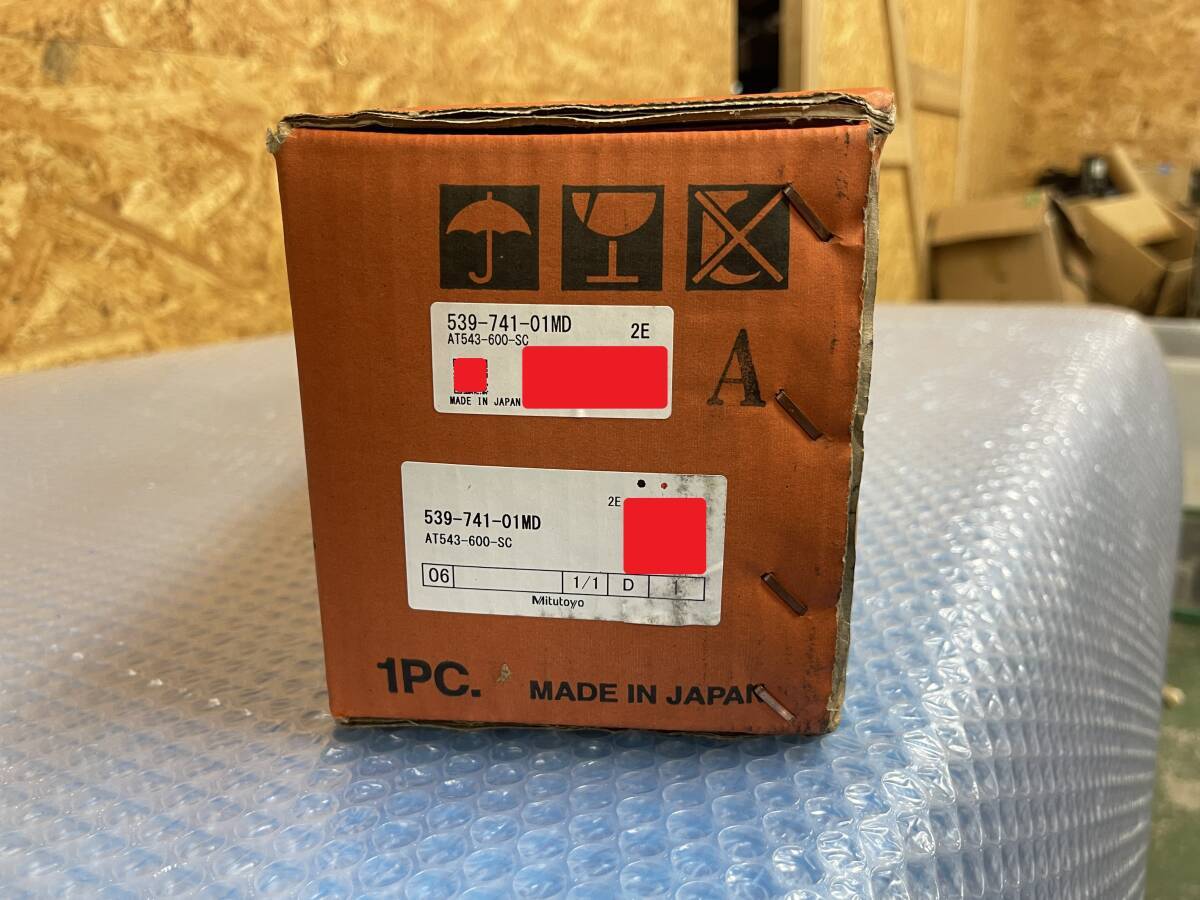 539-741-01MD 2E
AT543-600-SC
MADE IN JAPAN
A
2E
539-741-01MD
AT543-600-SC
06 1/1 D 1
Mitutoyo
1PC. MADE IN JAPAN